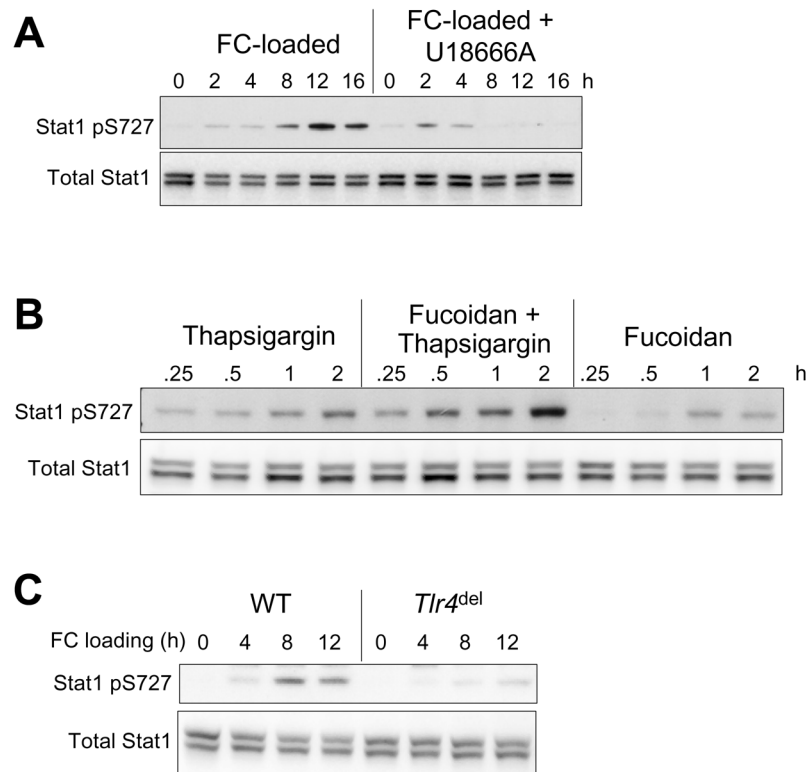 A
FC-loaded
FC-loaded +
U18666A
0 2 4 8 12 16 0 2 4 8 12 16 h
Stat1 pS727
Total Stat1
B
Thapsigargin
Fucoidan +
Thapsigargin
Fucoidan
.25 .5 1 2 .25 .5 1 2 .25 .5 1 2 h
Stat1 pS727
Total Stat1
C
WT
Tlr4del
FC loading (h) 0 4 8 12 0 4 8 12
Stat1 pS727
Total Stat1